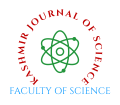 KASHMIR JOURNAL OF SCIENCE
FACULTY OF SCIENCE